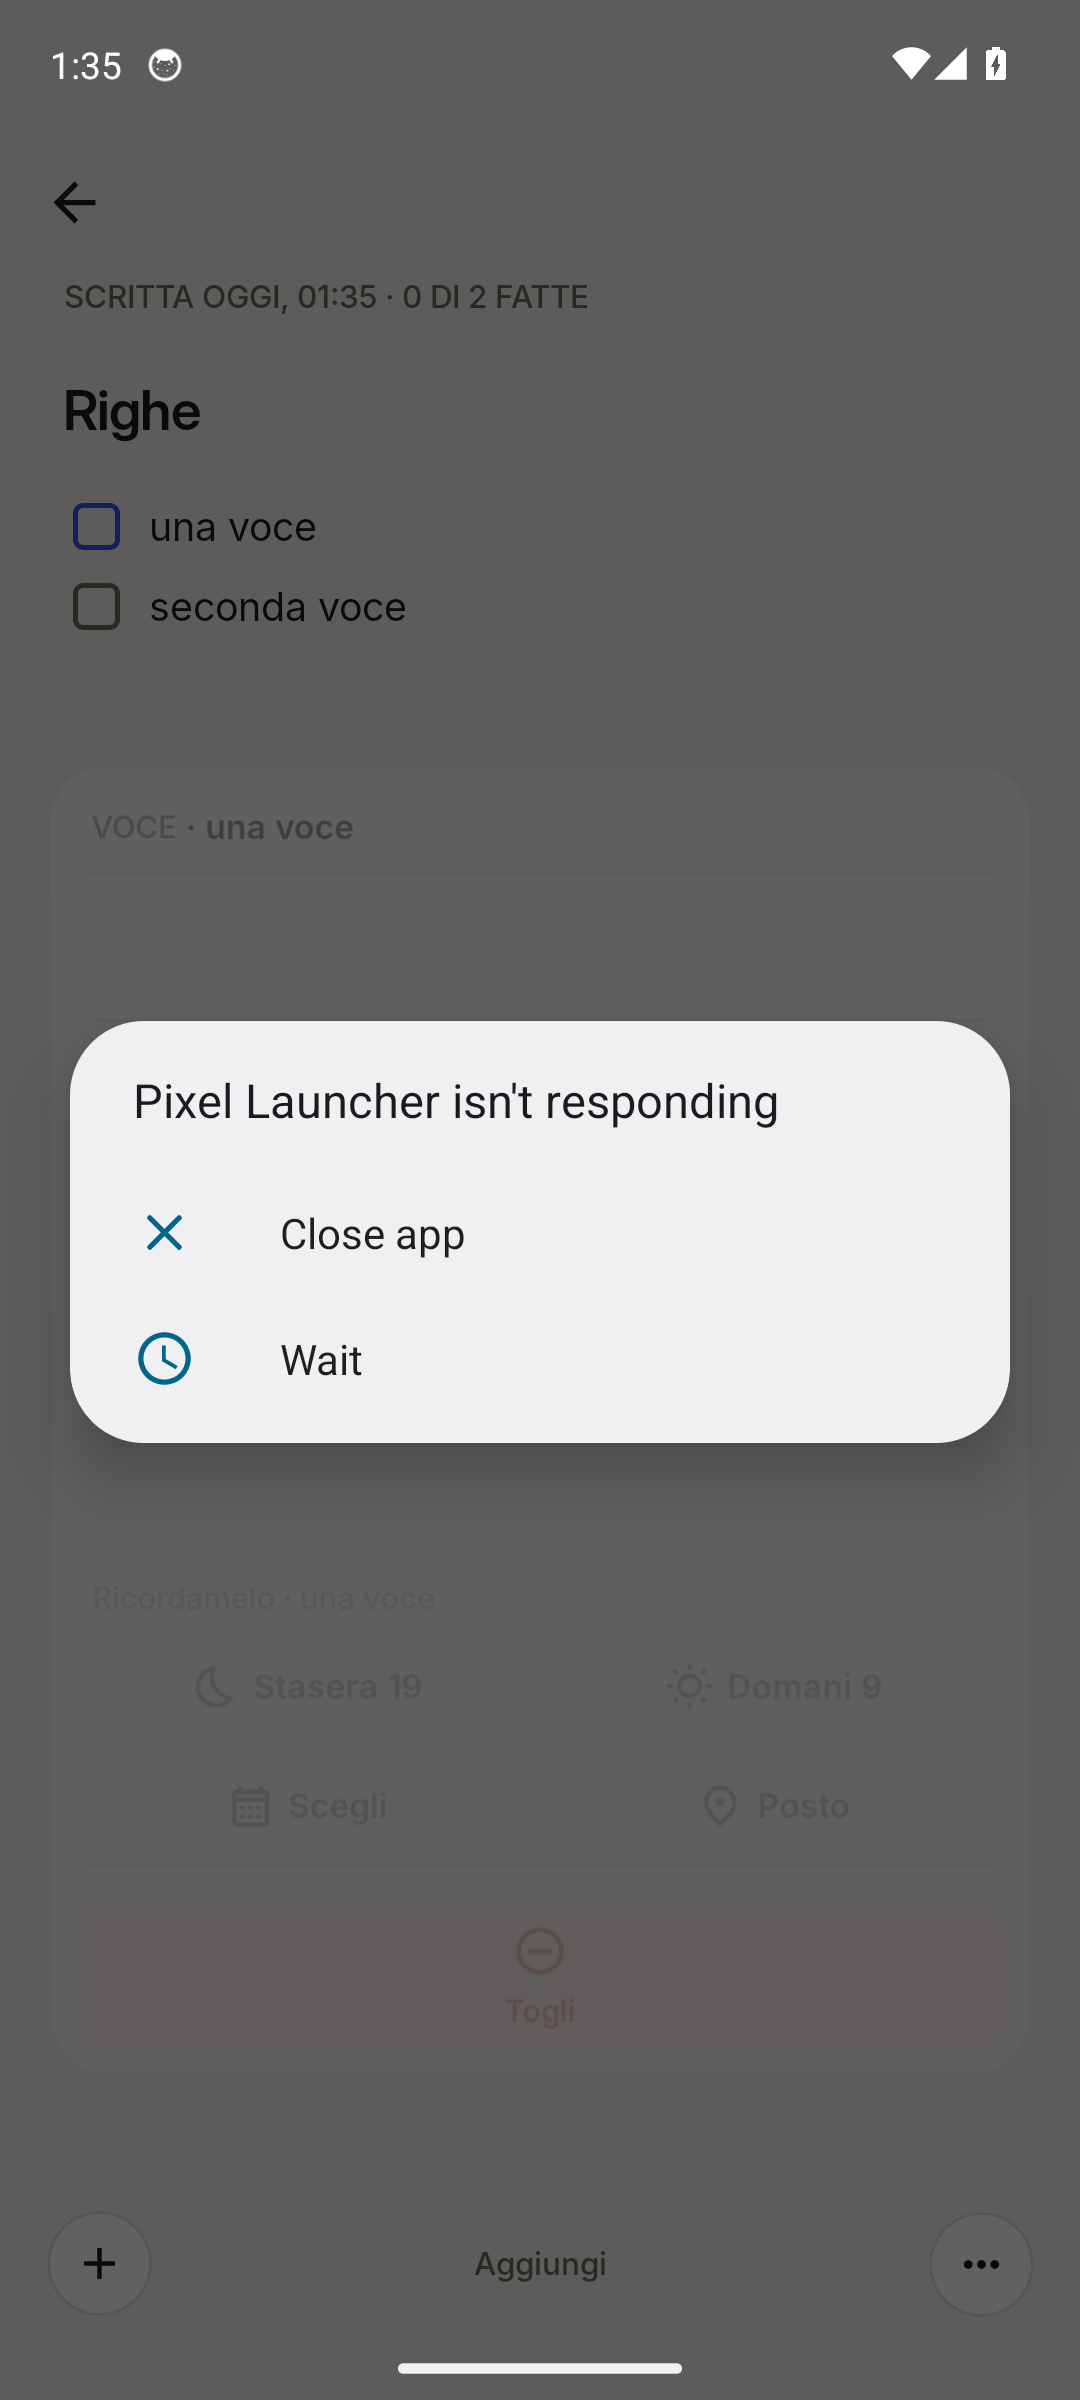 1:35
SCRITTA OGGI, 01:35 · 0 DI 2 FATTE
Righe
una voce
seconda voce
VOCE · una voce
Pixel Launcher isn't responding
Close app
Wait
Ricordamelo · una voce
Stasera 19
Domani 9
Scegli
Posto
Togli
Aggiungi